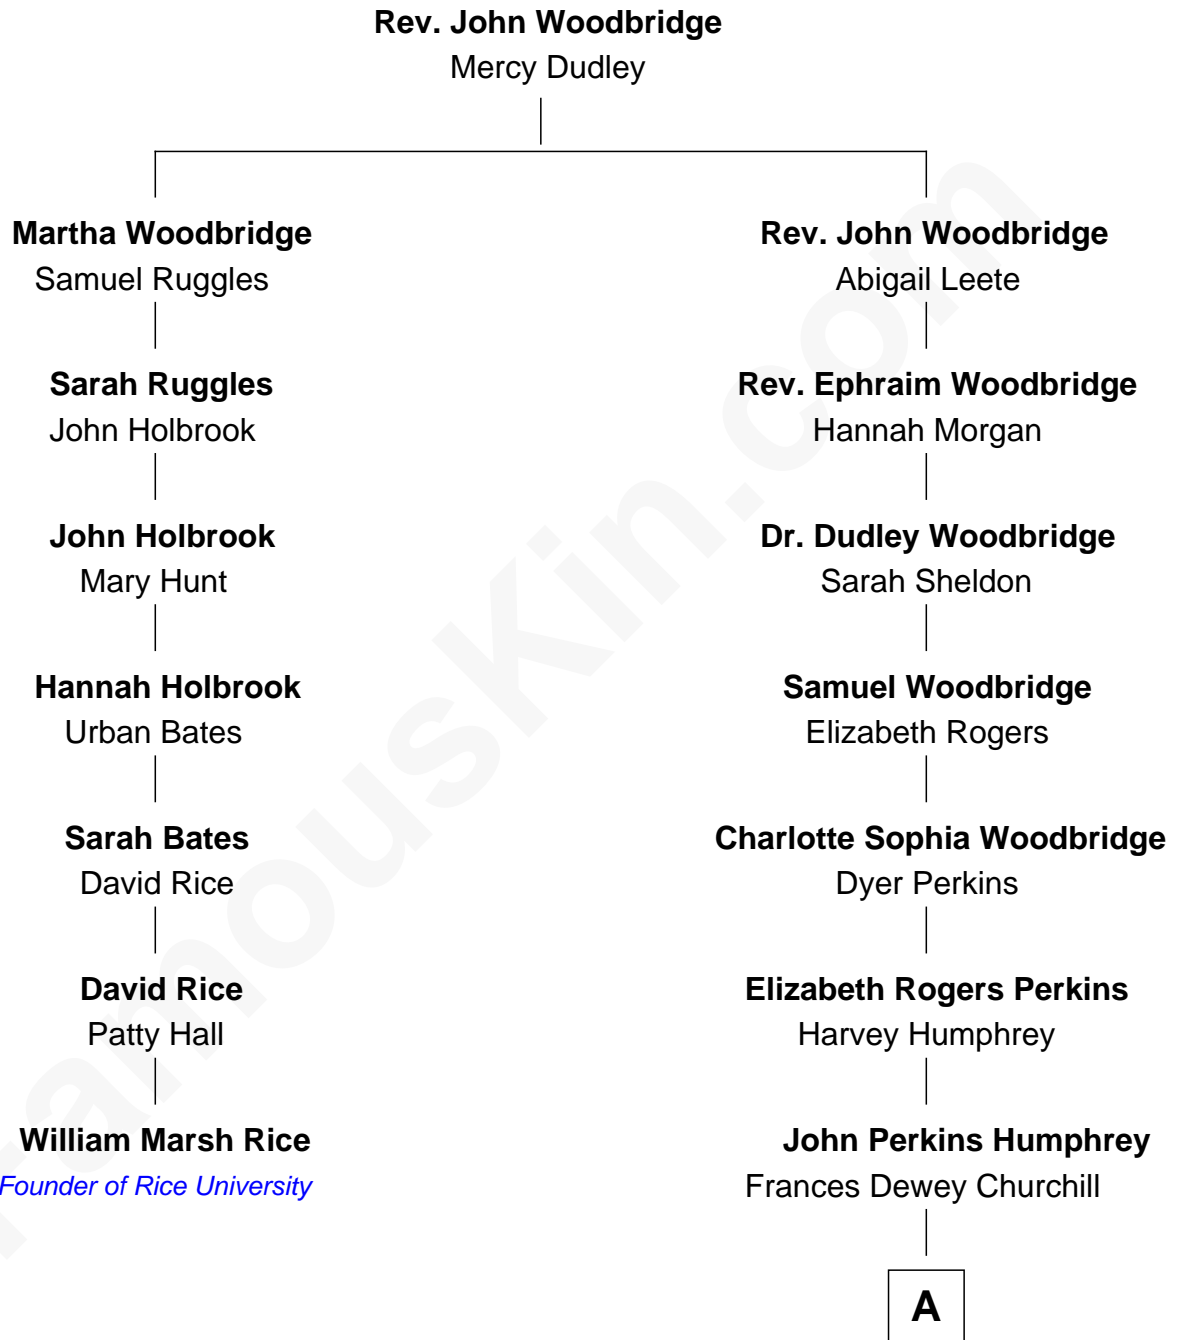 Rev. John Woodbridge
Mercy Dudley
Martha Woodbridge
Samuel Ruggles
Rev. John Woodbridge
Abigail Leete
Sarah Ruggles
John Holbrook
Rev. Ephraim Woodbridge
Hannah Morgan
John Holbrook
Mary Hunt
Dr. Dudley Woodbridge
Sarah Sheldon
Hannah Holbrook
Urban Bates
Samuel Woodbridge
Elizabeth Rogers
Sarah Bates
David Rice
Charlotte Sophia Woodbridge
Dyer Perkins
David Rice
Patty Hall
Elizabeth Rogers Perkins
Harvey Humphrey
William Marsh Rice
Founder of Rice University
John Perkins Humphrey
Frances Dewey Churchill
A
FamousKin.com